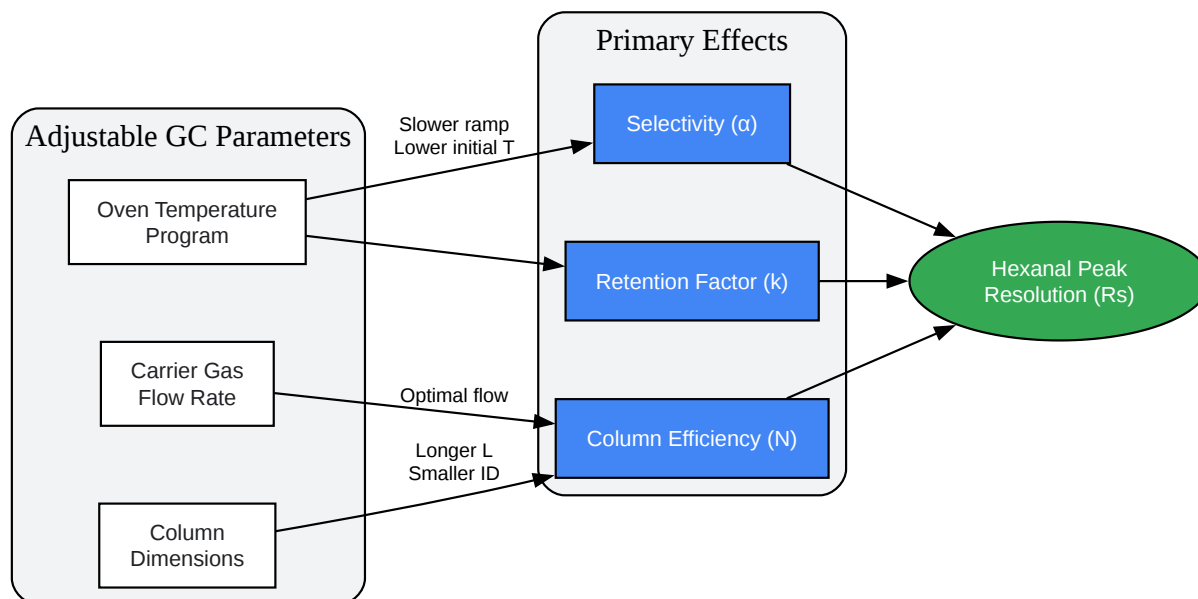 Adjustable GC Parameters
Oven Temperature
Program
Carrier Gas
Flow Rate
Column
Dimensions
Slower ramp
Lower initial T
Optimal flow
Longer L
Smaller ID
Primary Effects
Selectivity (α)
Retention Factor (k)
Column Efficiency (N)
Hexanal Peak
Resolution (Rs)